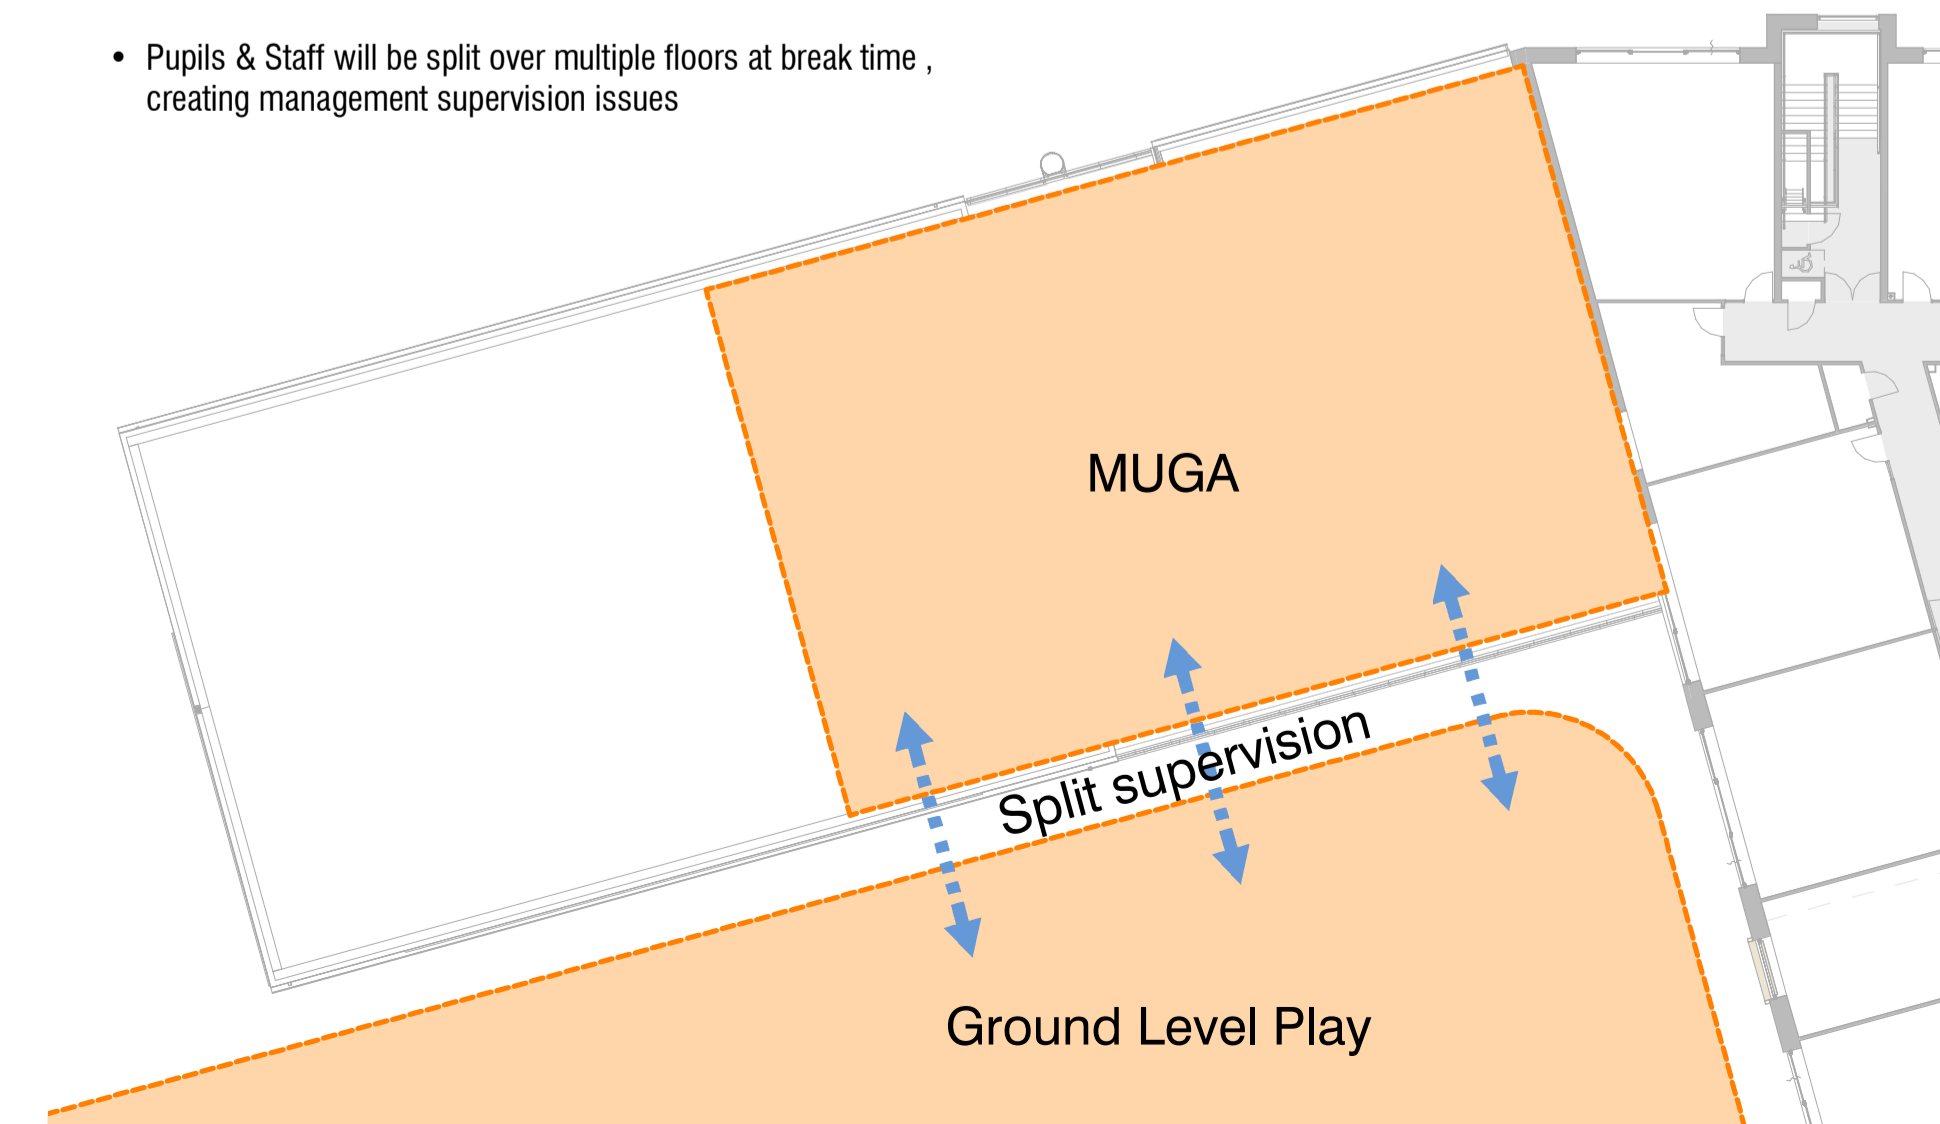 • Pupils & Staff will be split over multiple floors at break time ,
creating management supervision issues
MUGA
Split supervision
Ground Level Play